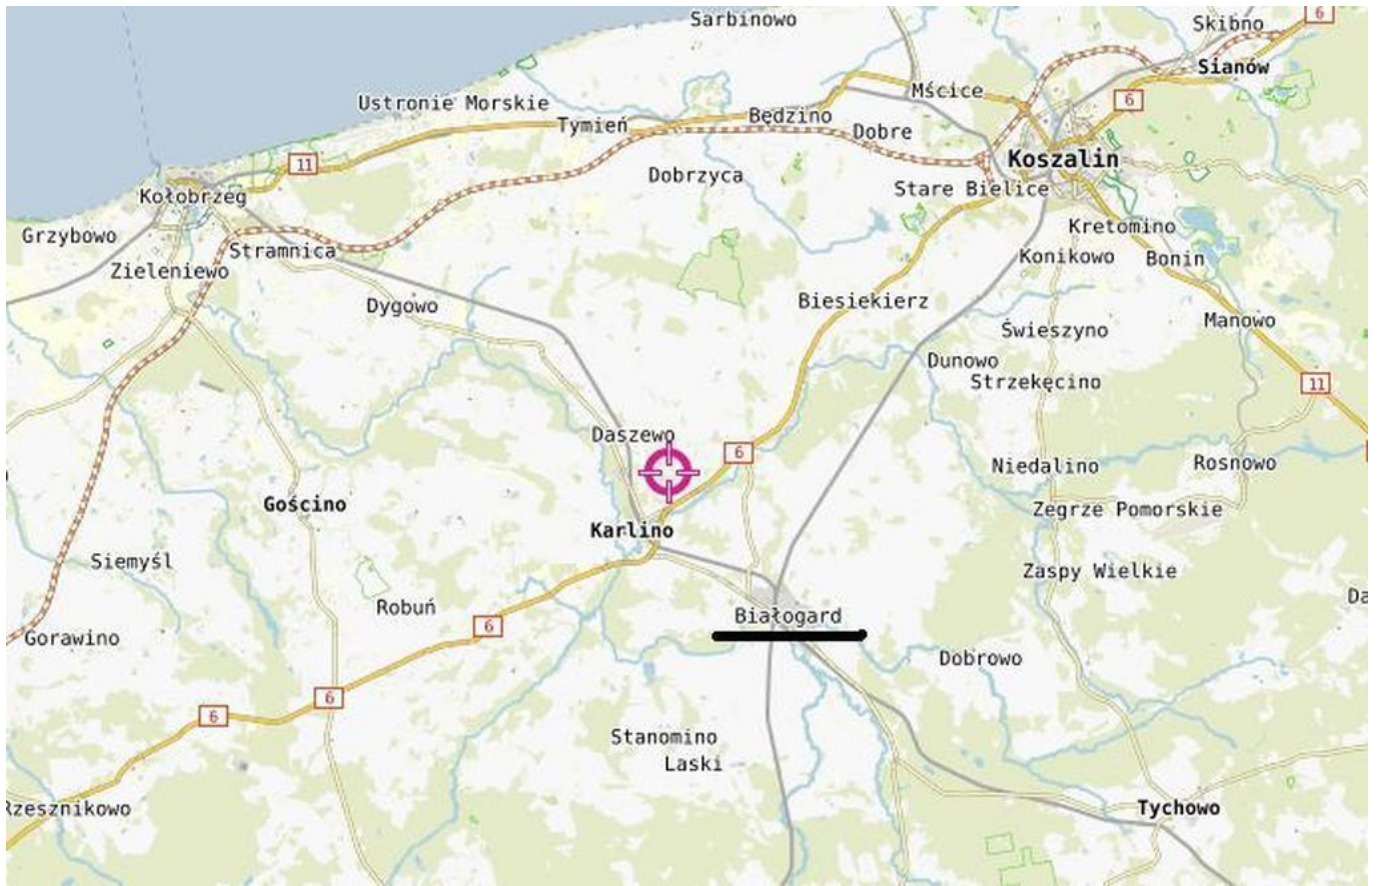 Sarbinowo
Skibno
6
Sianów
Mścice
6
Ustronie Morskie
Tymień
Będzino
Dobre
Koszalin
11
Dobrzyca
Stare Bielice
Kołobrzeg
Grzybowo
Stramnica
Kretomino
Zieleniewo
Konikowo
Bonin
Dygowo
Biesiekierz
Manowo
Świeszyno
Dunowo
Strzekęcino
11
Daszewo
6
Niedalino
Rosnowo
Gościno
Zegrze Pomorskie
Karlino
Siemyśl
Zaspy Wielkie
Robuń
Da
Białogard
6
Gorawino
Dobrowo
6
6
Stanomino
Laski
Rzesznikowo
Tychowo